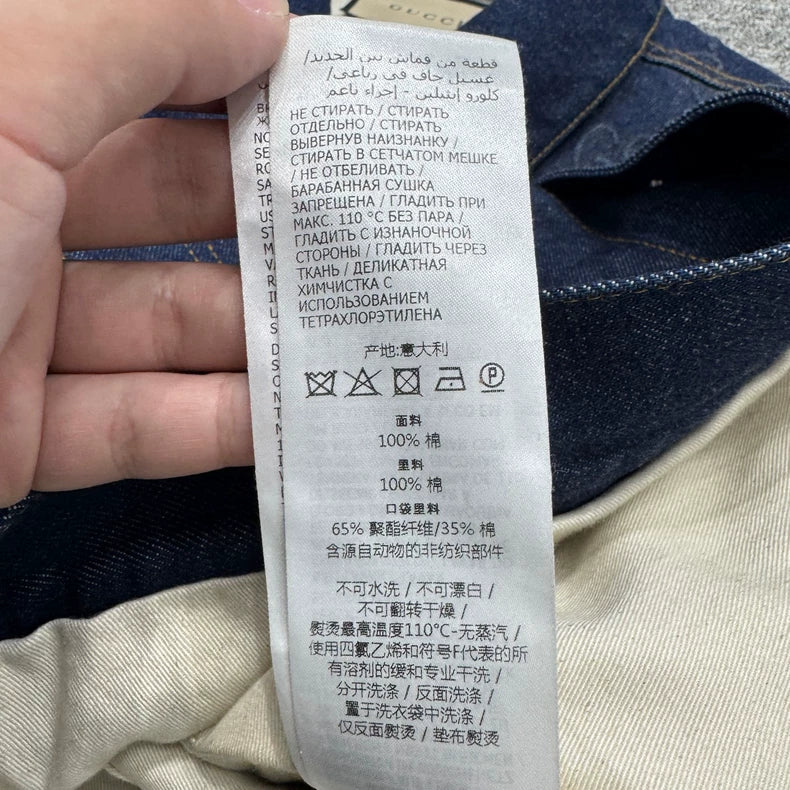 GUCCI
قطعة من قماش بين الحديد/
غسيل جاف في رباعي/
كلورو إيثيلين - إجراء ناعم
НЕ СТИРАТЬ / СТИРАТЬ
ОТДЕЛЬНО / СТИРАТЬ
ВЫВЕРНУВ НАИЗНАНКУ /
СТИРАТЬ В СЕТЧАТОМ МЕШКЕ
/ НЕ ОТБЕЛИВАТЬ /
БАРАБАННАЯ СУШКА
ЗАПРЕЩЕНА / ГЛАДИТЬ ПРИ
МАКС. 110 °C БЕЗ ПАРА /
ГЛАДИТЬ С ИЗНАНОЧНОЙ
СТОРОНЫ / ГЛАДИТЬ ЧЕРЕЗ
ТКАНЬ / ДЕЛИКАТНАЯ
ХИМЧИСТКА С
ИСПОЛЬЗОВАНИЕМ
ТЕТРАХЛОРЭТИЛЕНА
产地:意大利
P
面料
100% 棉
里料
100% 棉
口袋里料
65% 聚酯纤维/35% 棉
含源自动物的非纺织部件
不可水洗 / 不可漂白 /
不可翻转干燥 /
熨烫最高温度110°C-无蒸汽 /
使用四氯乙烯和符号F代表的所
有溶剂的缓和专业干洗 /
分开洗涤 / 反面洗涤 /
置于洗衣袋中洗涤 /
仅反面熨烫 / 垫布熨烫